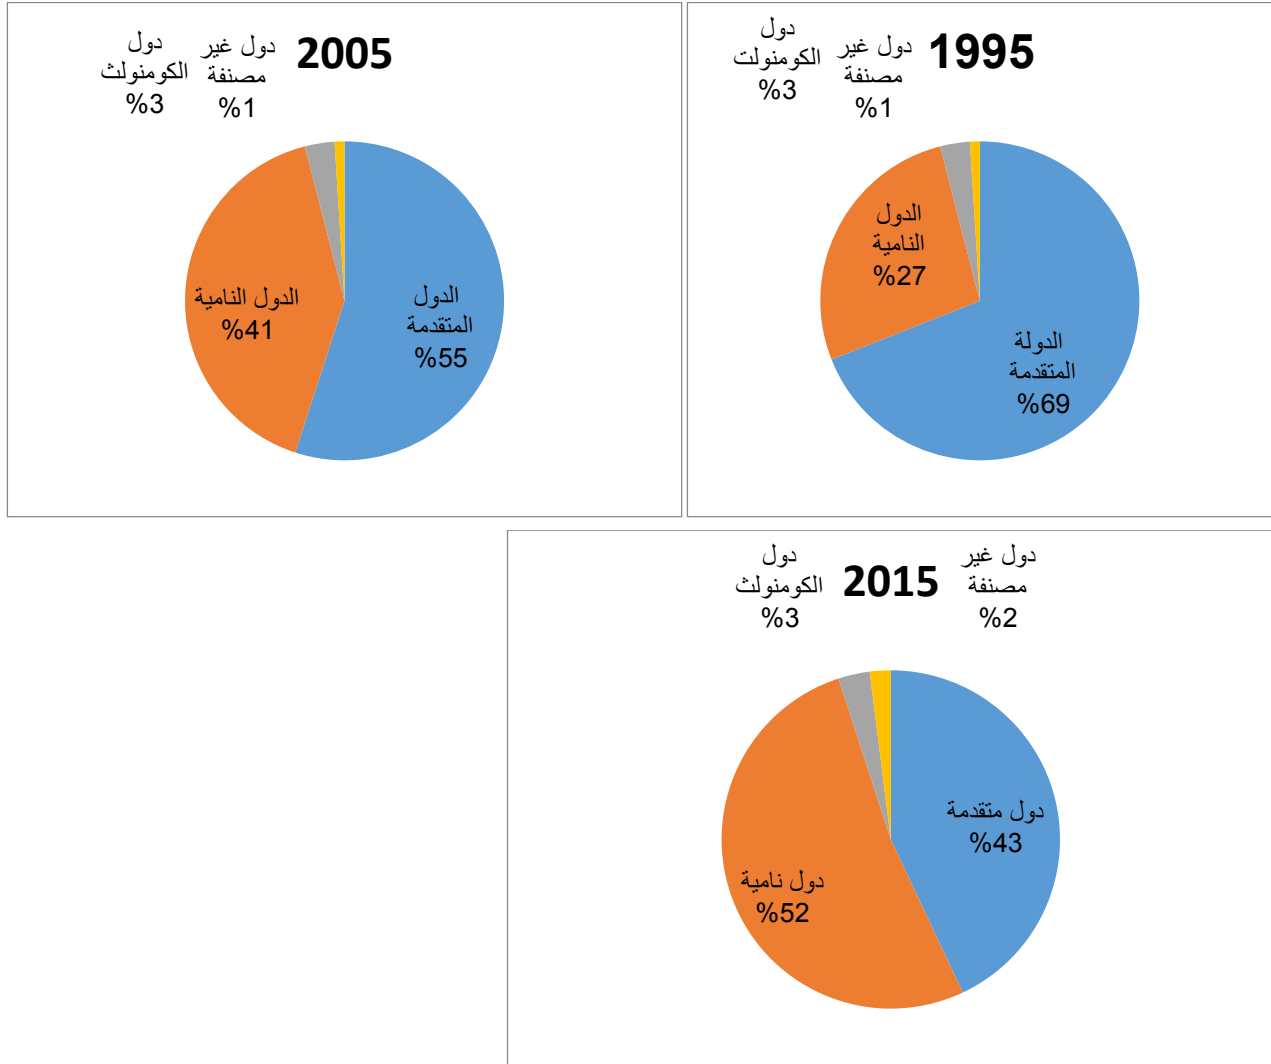 1995
دول غير
مصنفة
%1
دول
الكومنولت
%3
الدول
النامية
%27
الدولة
المتقدمة
%69
2005
دول غير
مصنفة
%1
دول
الكومنولث
%3
الدول النامية
%41
الدول
المتقدمة
%55
دول غير
مصنفة
%2
2015
دول
الكومنولث
%3
دول متقدمة
%43
دول نامية
%52